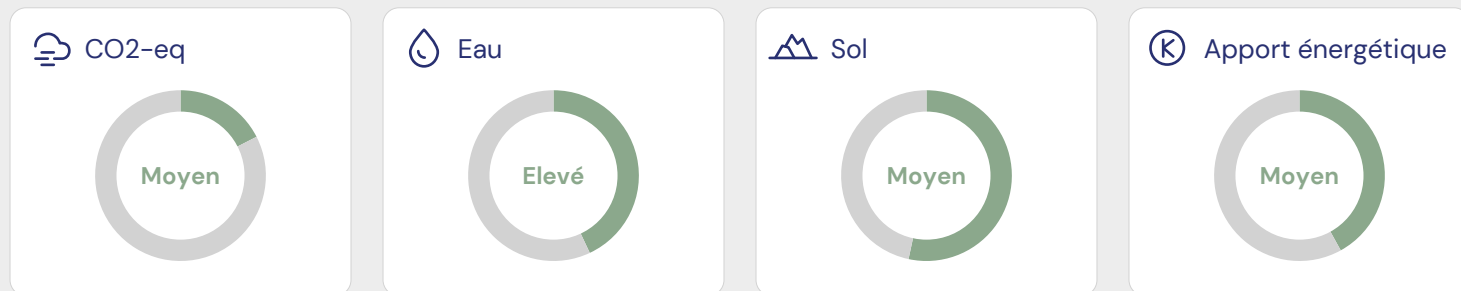 CO2-eq
Moyen
Eau
Elevé
Sol
Moyen
Apport énergétique
Moyen